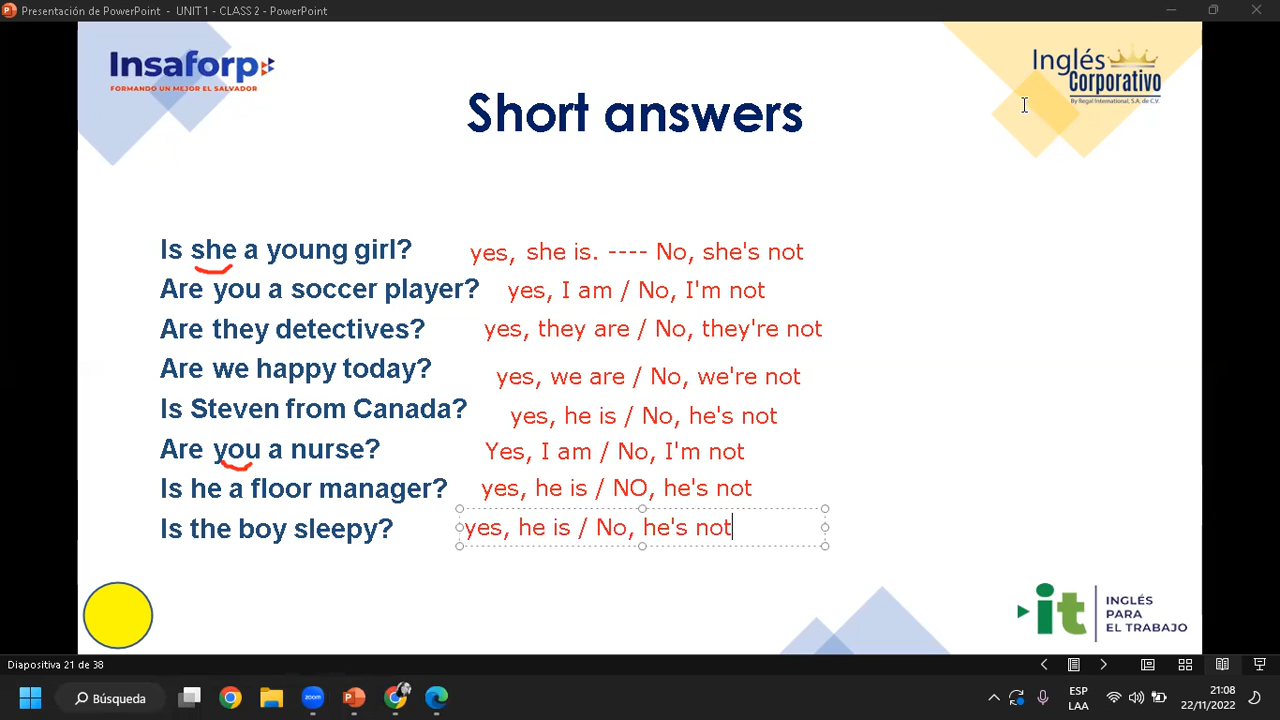 Presentación de PowerPoint - UNIT 1 - CLASS 2 - PowerPoint
Insaforp
FORMANDO UN MEJOR EL SALVADOR
Inglés
Corporativo
By Regal International, S.A. de C.V.
Short answers
Is she a young girl? yes, she is. ---- No, she's not
Are you a soccer player? yes, I am / No, I'm not
Are they detectives? yes, they are / No, they're not
Are we happy today? yes, we are / No, we're not
Is Steven from Canada? yes, he is / No, he's not
Are you a nurse? Yes, I am / No, I'm not
Is he a floor manager? yes, he is / NO, he's not
Is the boy sleepy? yes, he is / No, he's not
it
INGLÉS
PARA
EL TRABAJO
Diapositiva 21 de 38
Búsqueda
zoom
ESP
LAA
21:08
22/11/2022